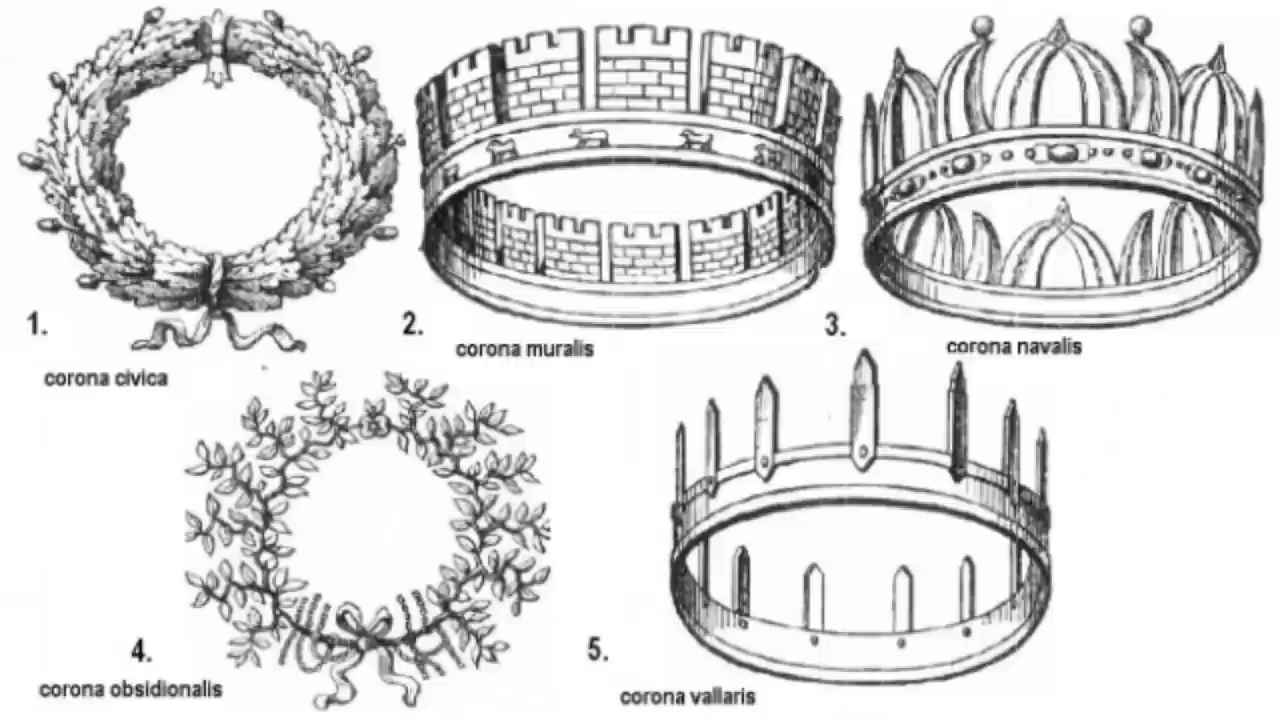 1.
corona civica
2.
corona muralis
3.
corona navalis
4.
corona obsidionalis
5.
corona vallaris